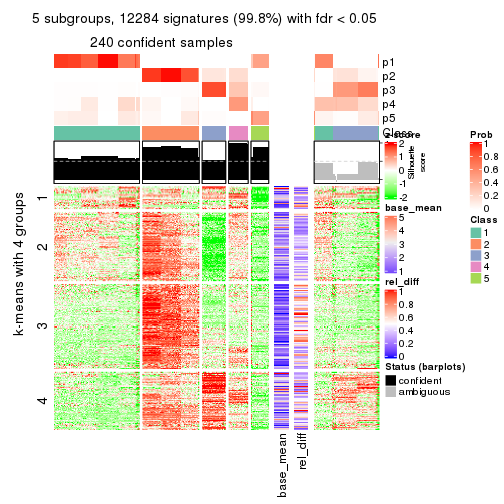 5 subgroups, 12284 signatures (99.8%) with fdr < 0.05
240 confident samples
p1
p2
p3
p4
p5
Class
z-score
2
1
0
-1
-2
Silhouette
score
base_mean
5
4
3
2
1
rel_diff
1
0.8
0.6
0.4
0.2
0
Status (barplots)
confident
ambiguous
Prob
1
0.8
0.6
0.4
0.2
0
Class
1
2
3
4
5
k-means with 4 groups
1
2
3
4
base_mean
rel_diff